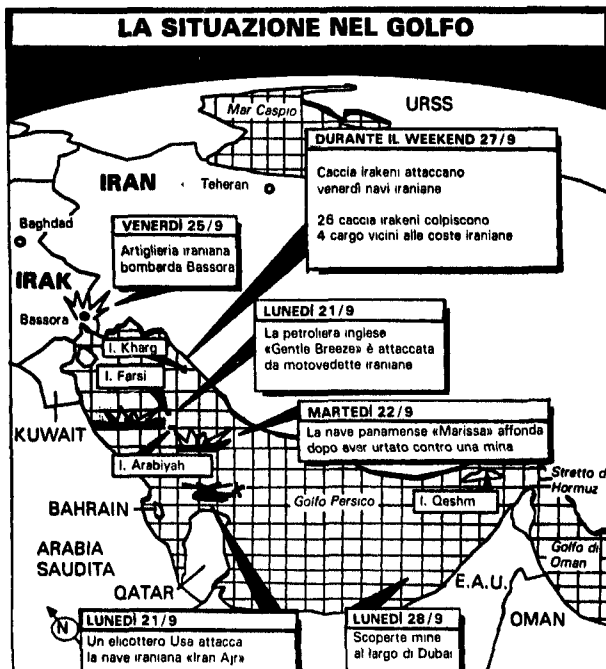 LA SITUAZIONE NEL GOLFO
Mar Caspio
URSS
DURANTE IL WEEKEND 27/9
Caccia irakeni attaccano
venerdì navi iraniane
26 caccia irakeni colpiscono
4 cargo vicini alle coste iraniane
IRAN
Teheran
Baghdad
VENERDÌ 25/9
Artiglieria iraniana
bombarda Bassora
IRAK
Bassora
LUNEDÌ 21/9
La petroliera inglese
«Gentle Breeze» è attaccata
da motovedette iraniane
I. Kharg
I. Farsi
MARTEDÌ 22/9
La nave panamense «Marissa» affonda
dopo aver urtato contro una mina
KUWAIT
I. Arabiyah
Stretto d
Hormuz
BAHRAIN
Golfo Persico
I. Qeshm
ARABIA
SAUDITA
Golfo di
Oman
QATAR
E.A.U.
OMAN
N
LUNEDÌ 21/9
Un elicottero Usa attacca
la nave iraniana «Iran Ajr»
LUNEDÌ 28/9
Scoperte mine
al largo di Dubai